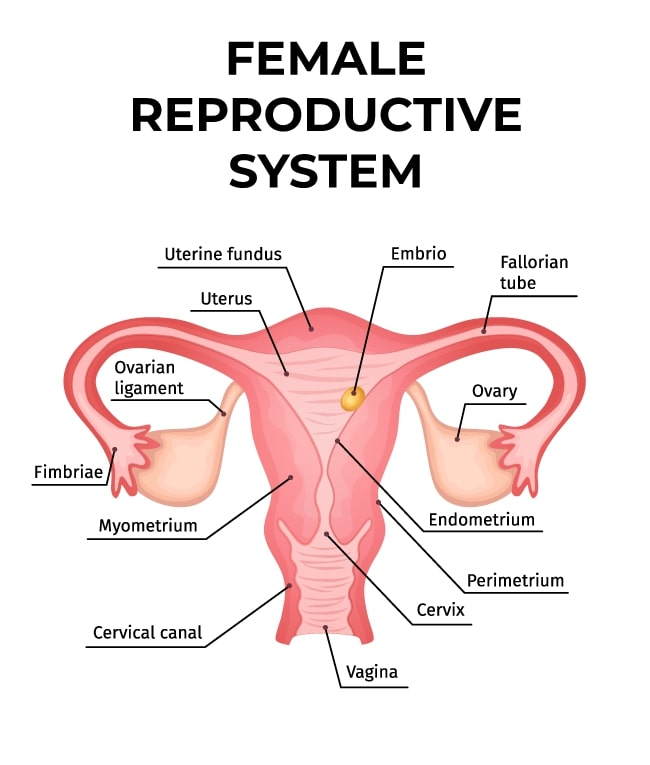 FEMALE
REPRODUCTIVE
SYSTEM
Uterine fundus
Embrio
Fallorian
tube
Uterus
Ovarian
ligament
Ovary
Fimbriae
Myometrium
Endometrium
Perimetrium
Cervix
Cervical canal
Vagina